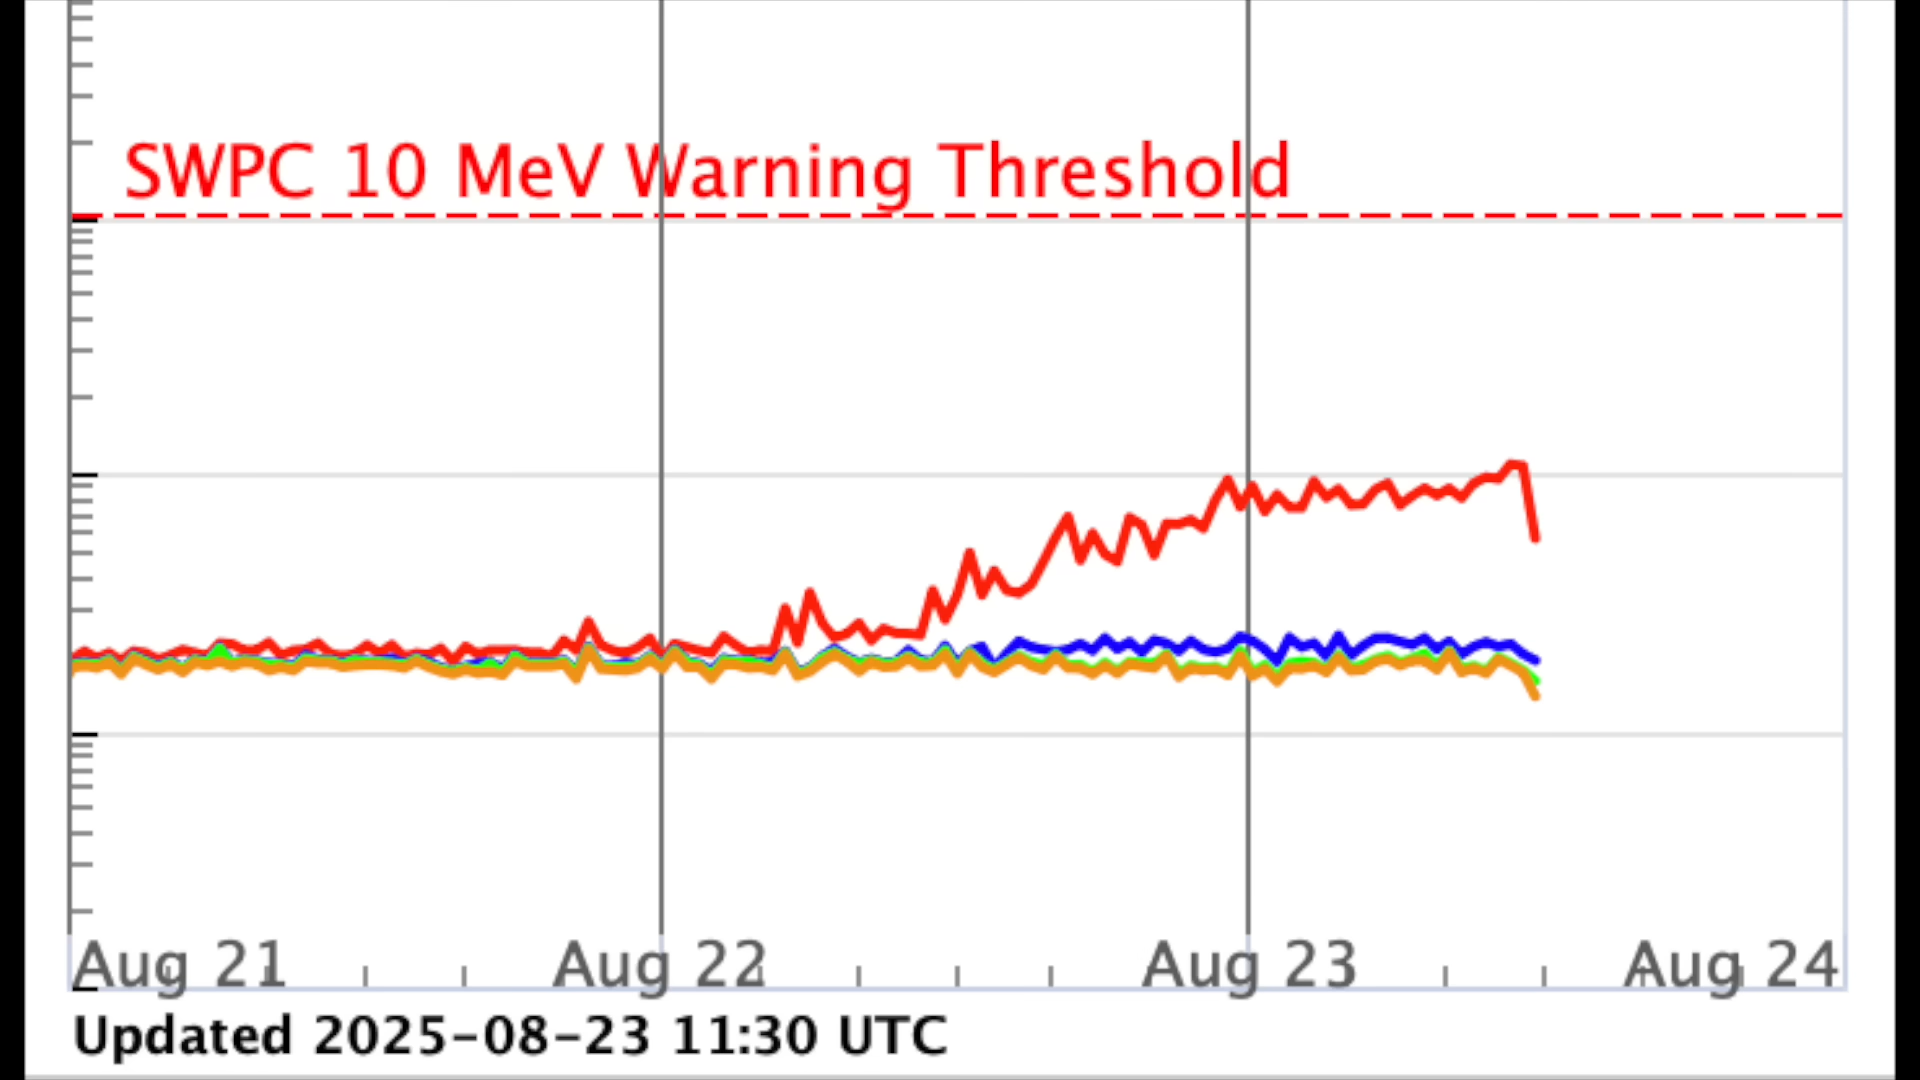 SWPC 10 MeV Warning Threshold
Aug 21 Aug 22 Aug 23 Aug 24
Updated 2025-08-23 11:30 UTC